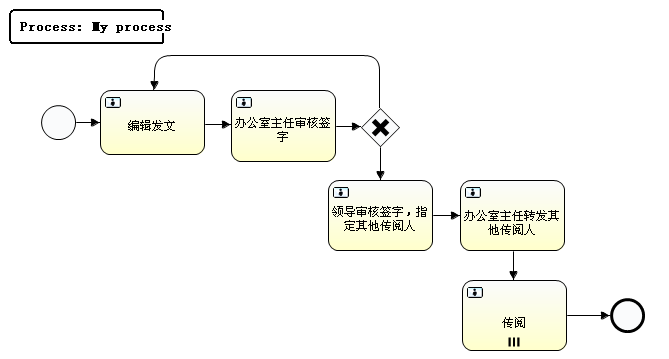 Process: My process
编辑发文
办公室主任审核签
字
领导审核签字，指
定其他传阅人
办公室主任转发其
他传阅人
传阅